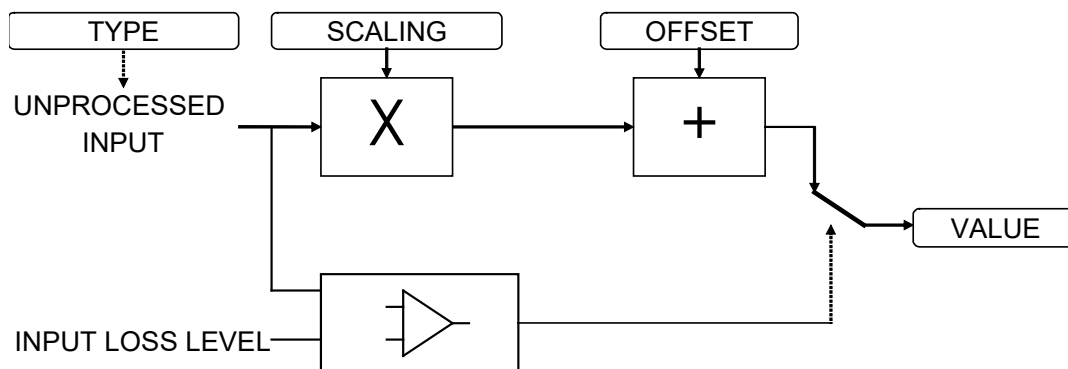 TYPE
SCALING
OFFSET
UNPROCESSED
INPUT
X
+
VALUE
INPUT LOSS LEVEL